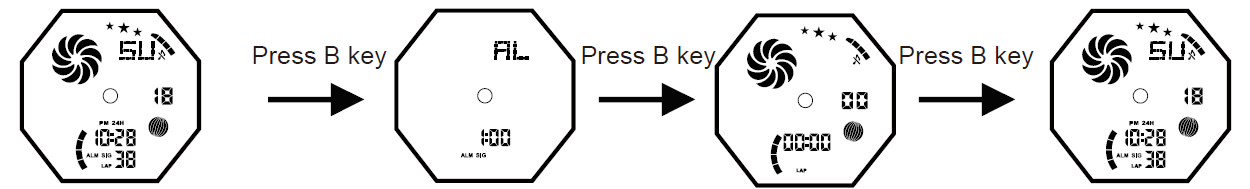 SU
18
PM 24H
10:28
ALM SIG 38
LAP
Press B key
AL
1:00
ALM SIG
Press B key
00
00:00
LAP
Press B key
SU
18
PM 24H
10:28
ALM SIG 38
LAP